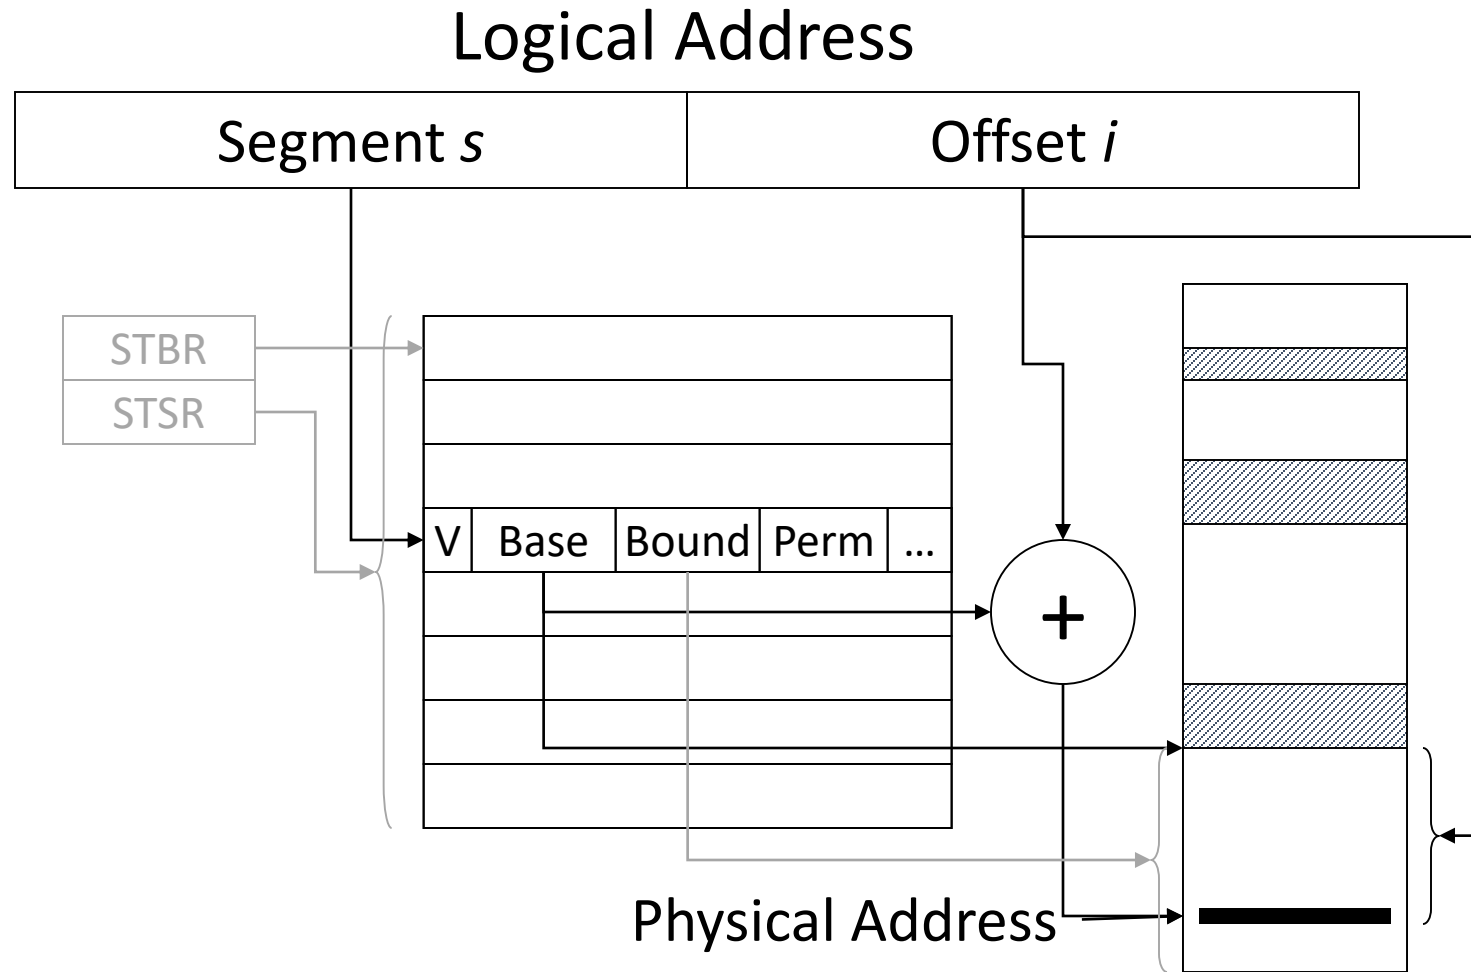 Logical Address
Segment s
Offset i
STBR
STSR
V Base Bound Perm ...
+
Physical Address